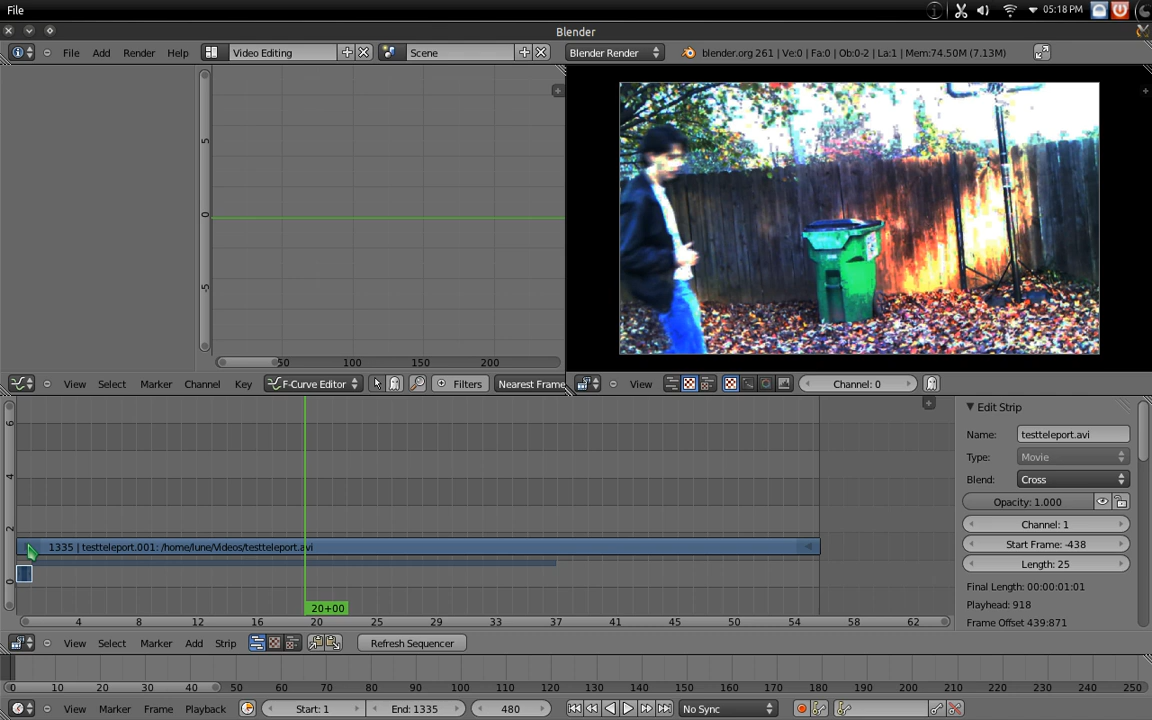 File
05:18 PM
Blender
File Add Render Help Video Editing Scene Blender Render blender.org 261 | Ve:0 | Fa:0 | Ob:0-2 | La:1 | Mem:74.50M (7.13M)
5
0
-5
50 100 150 200
View Select Marker Channel Key F-Curve Editor Filters Nearest Frame
View Channel: 0
6
4
2
0
1335 | testteleport.001: /home/lune/Videos/testteleport.avi
20+00
4 8 12 16 20 25 29 33 37 41 45 50 54 58 62
Edit Strip
Name: testteleport.avi
Type: Movie
Blend: Cross
Opacity: 1.000
Channel: 1
Start Frame: -438
Length: 25
Final Length: 00:00:01:01
Playhead: 918
Frame Offset 439:871
View Select Marker Add Strip Refresh Sequencer
0 10 20 30 40 50 60 70 80 90 100 110 120 130 140 150 160 170 180 190 200 210 220 230 240 250
View Marker Frame Playback Start: 1 End: 1335 480 No Sync